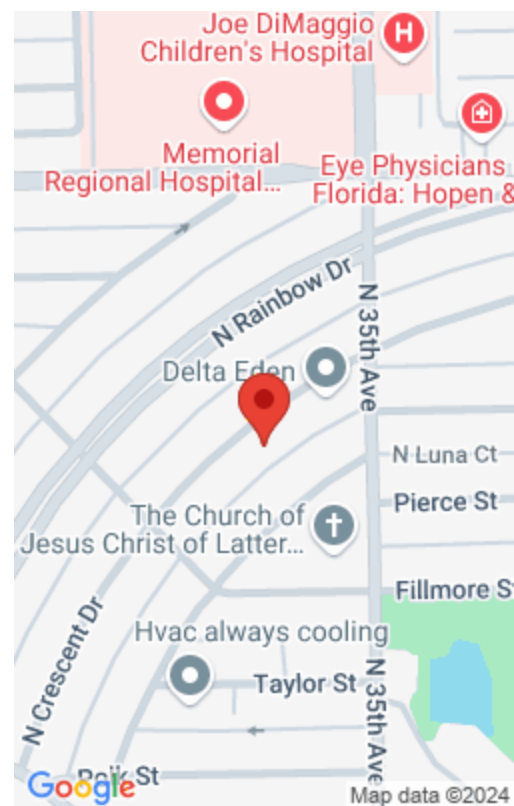 Joe DiMaggio
Children's Hospital
H
Memorial
Regional Hospital...
Eye Physicians
Florida: Hopen &
N Rainbow Dr
N 35th Ave
Delta Eden
N Luna Ct
Pierce St
The Church of
Jesus Christ of Latter...
Fillmore St
N Crescent Dr
Hvac always cooling
Taylor St
N 35th Ave
Polk St
Google
Map data ©2024